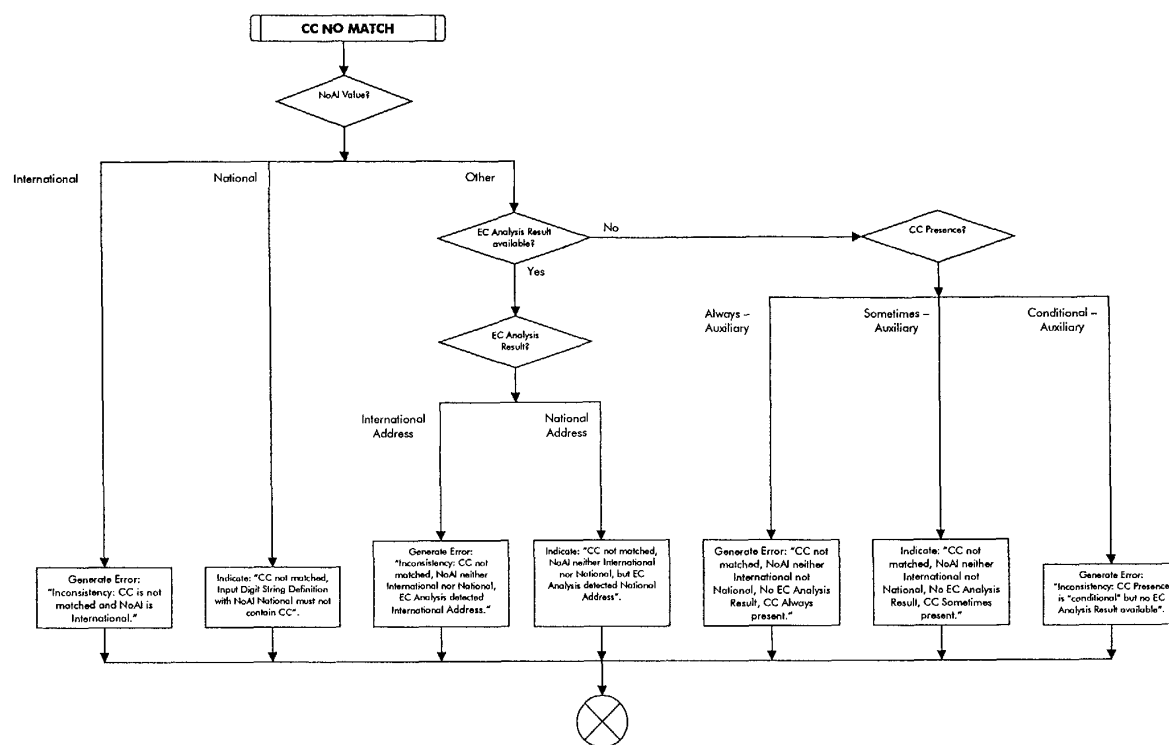 CC NO MATCH
NoAI Value?
International
National
Other
EC Analysis Result
available?
No
CC Presence?
Yes
EC Analysis
Result?
Always –
Auxiliary
Sometimes –
Auxiliary
Conditional –
Auxiliary
International
Address
National
Address
Generate Error:
"Inconsistency: CC is not
matched and NoAI is
International."
Indicate: "CC not matched,
Input Digit String Definition
with NoAI National must not
contain CC".
Generate Error:
"Inconsistency: CC not
matched, NoAI neither
International nor National,
EC Analysis detected
International Address."
Indicate: "CC not matched,
NoAI neither International
nor National, but EC
Analysis detected National
Address".
Generate Error: "CC not
matched, NoAI neither
International not
National, No EC Analysis
Result, CC Always
present."
Indicate: "CC not
matched, NoAI neither
International not
National, No EC Analysis
Result, CC Sometimes
present."
Generate Error:
"Inconsistency: CC Presence
is "conditional" but no EC
Analysis Result available".